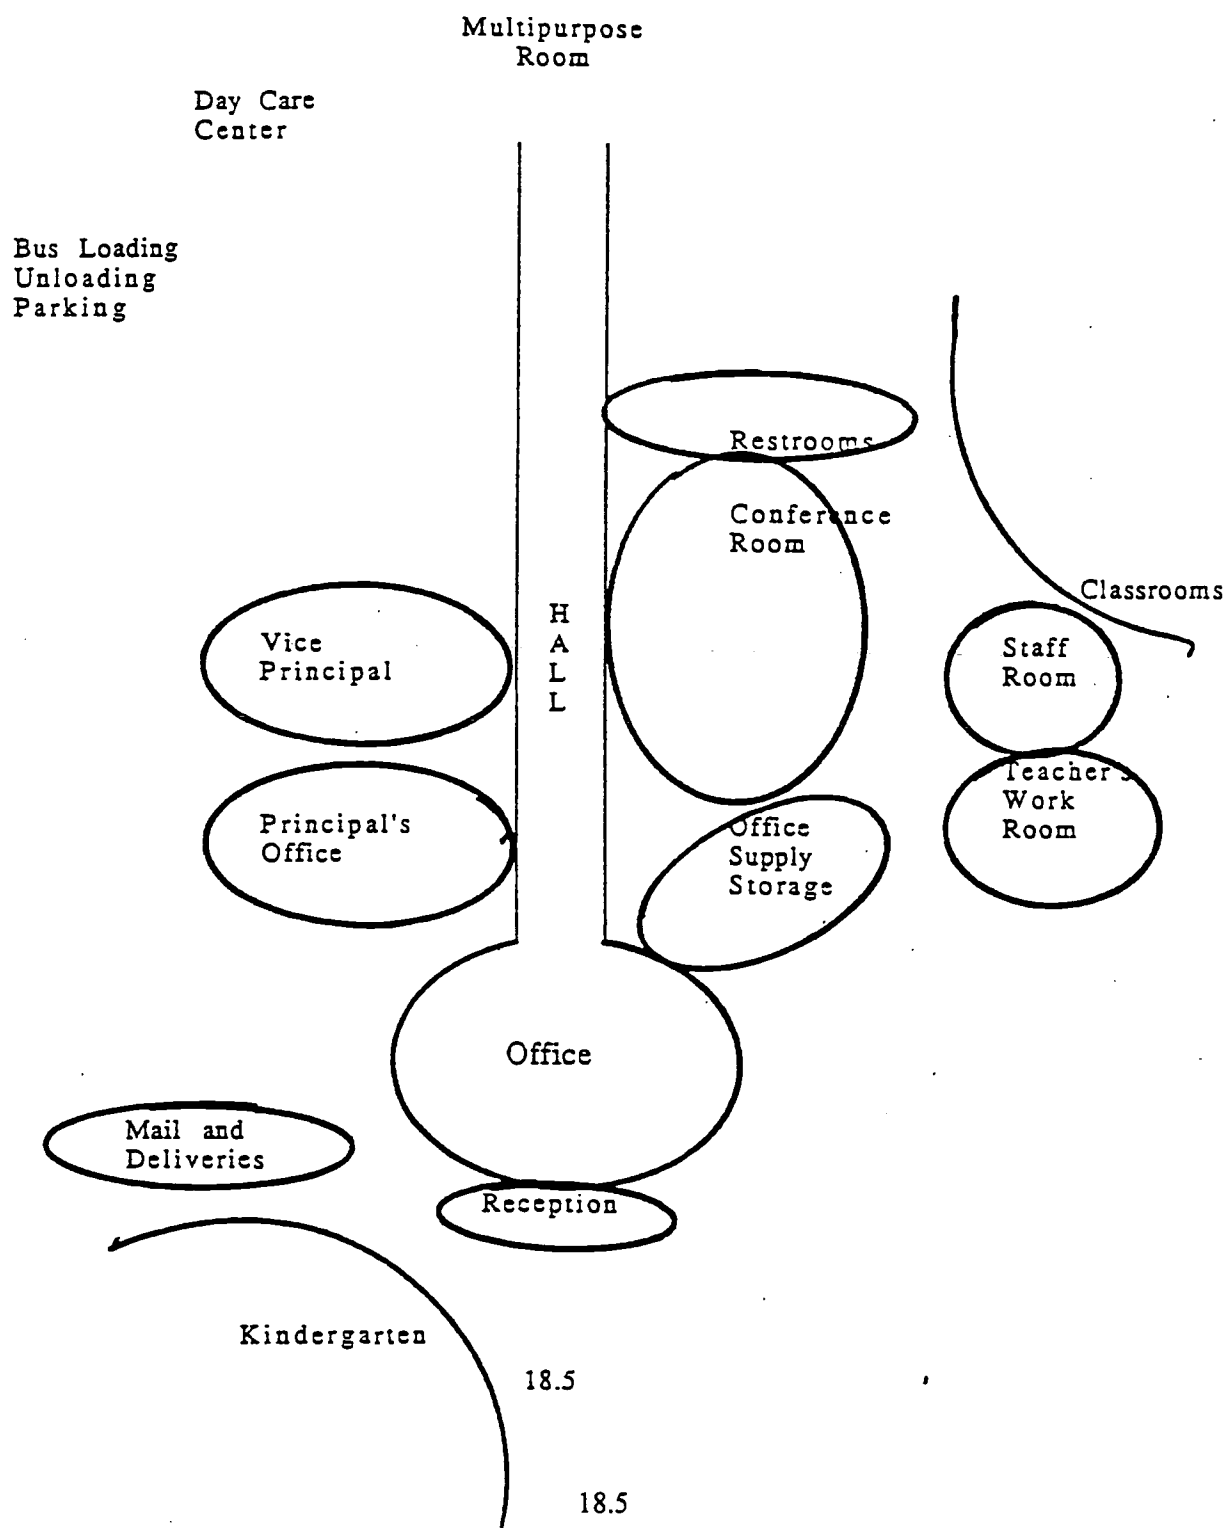 Multipurpose
Room
Day Care
Center
Bus Loading
Unloading
Parking
Restrooms
Conference
Room
Classrooms
H
A
L
L
Vice
Principal
Staff
Room
Principal's
Office
Office
Supply
Storage
Teacher's
Work
Room
Office
Mail and
Deliveries
Reception
Kindergarten
18.5
18.5